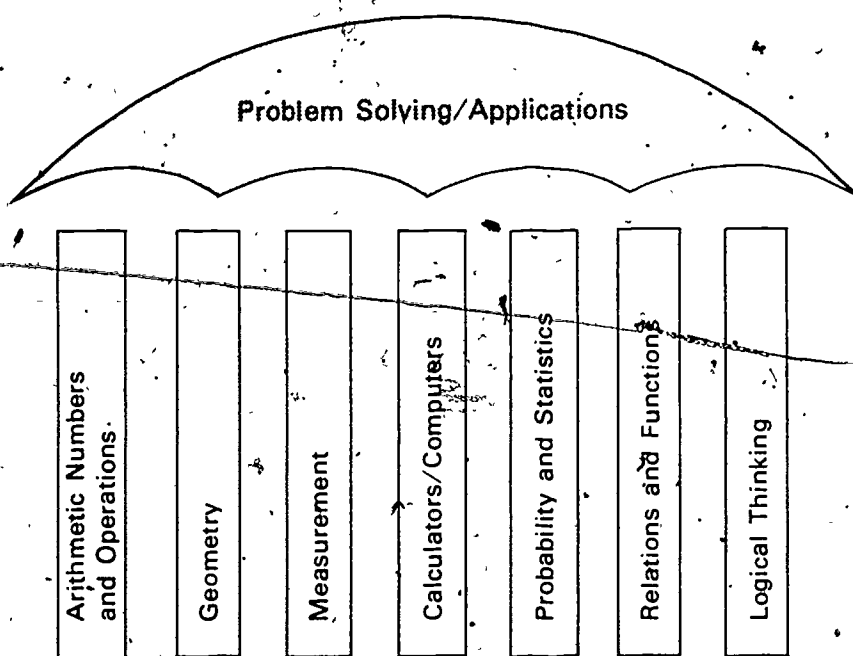 Problem Solving/Applications
Arithmetic Numbers
and Operations
Geometry
Measurement
Calculators/Computers
Probability and Statistics
Relations and Functions
Logical Thinking